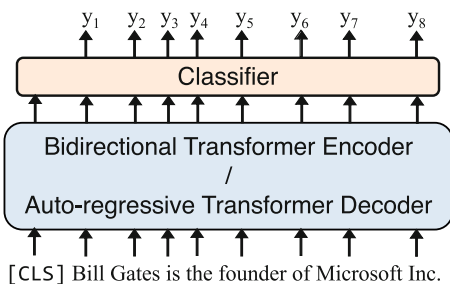 y1 y2 y3 y4 y5 y6 y7 y8
Classifier
Bidirectional Transformer Encoder
/
Auto-regressive Transformer Decoder
[CLS] Bill Gates is the founder of Microsoft Inc.